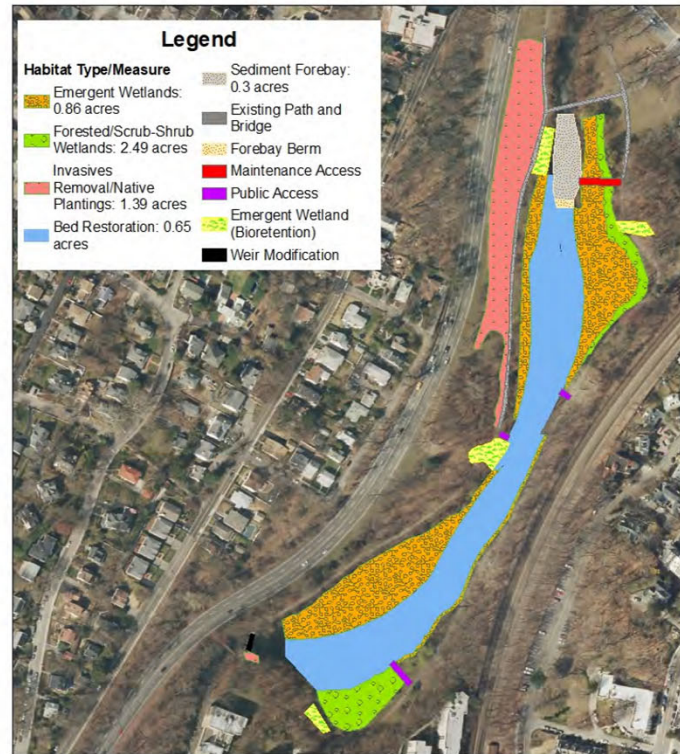 Legend
Habitat Type/Measure
Emergent Wetlands:
0.86 acres
Forested/Scrub-Shrub
Wetlands: 2.49 acres
Invasives
Removal/Native
Plantings: 1.39 acres
Bed Restoration: 0.65
acres
Sediment Forebay:
0.3 acres
Existing Path and
Bridge
Forebay Berm
Maintenance Access
Public Access
Emergent Wetland
(Bioretention)
Weir Modification